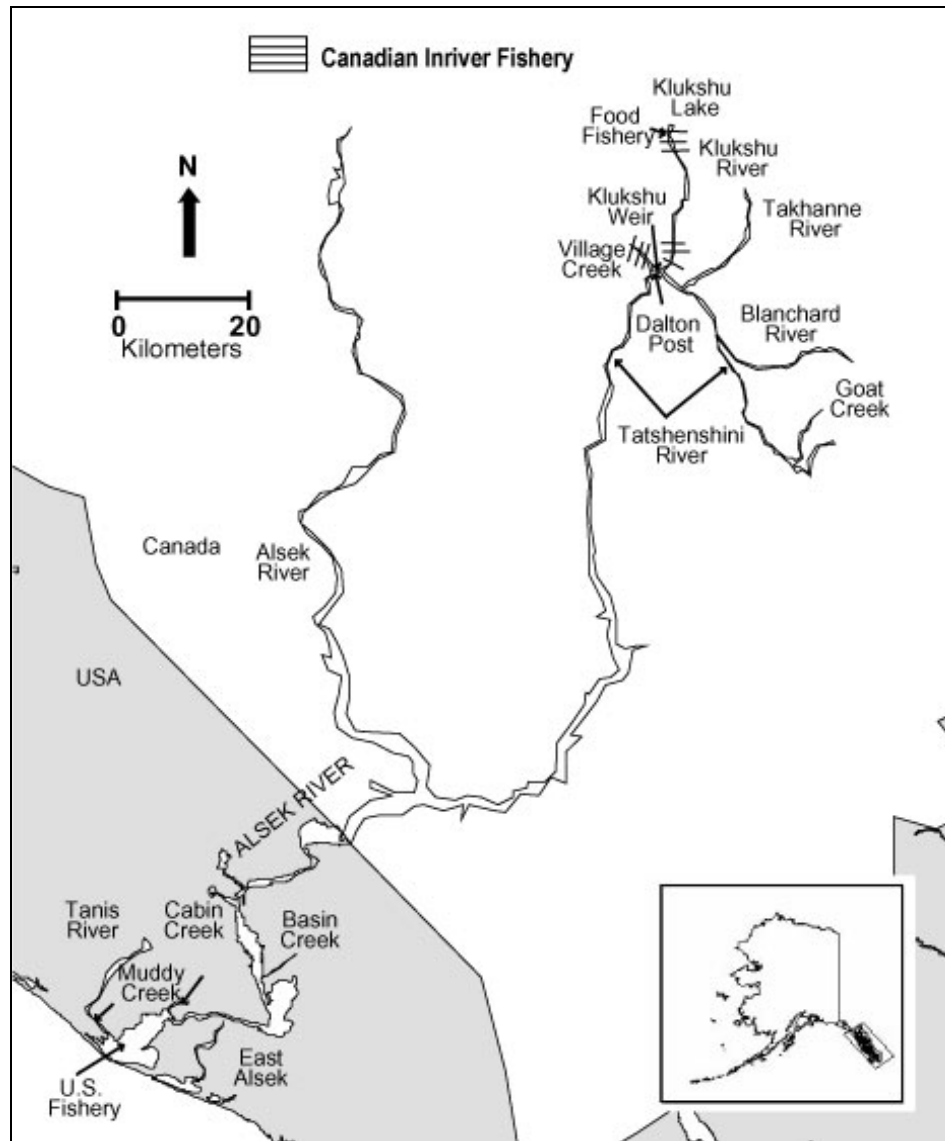 Canadian Inriver Fishery
Klukshu
Lake
Food
Fishery
Klukshu
River
N
Klukshu
Weir
Takhanne
River
Village
Creek
0 20
Kilometers
Dalton
Post
Blanchard
River
Goat
Creek
Tatshenshini
River
Canada
Alsek
River
USA
ALSEK RIVER
Tanis
River
Cabin
Creek
Basin
Creek
Muddy
Creek
East
Alsek
U.S.
Fishery